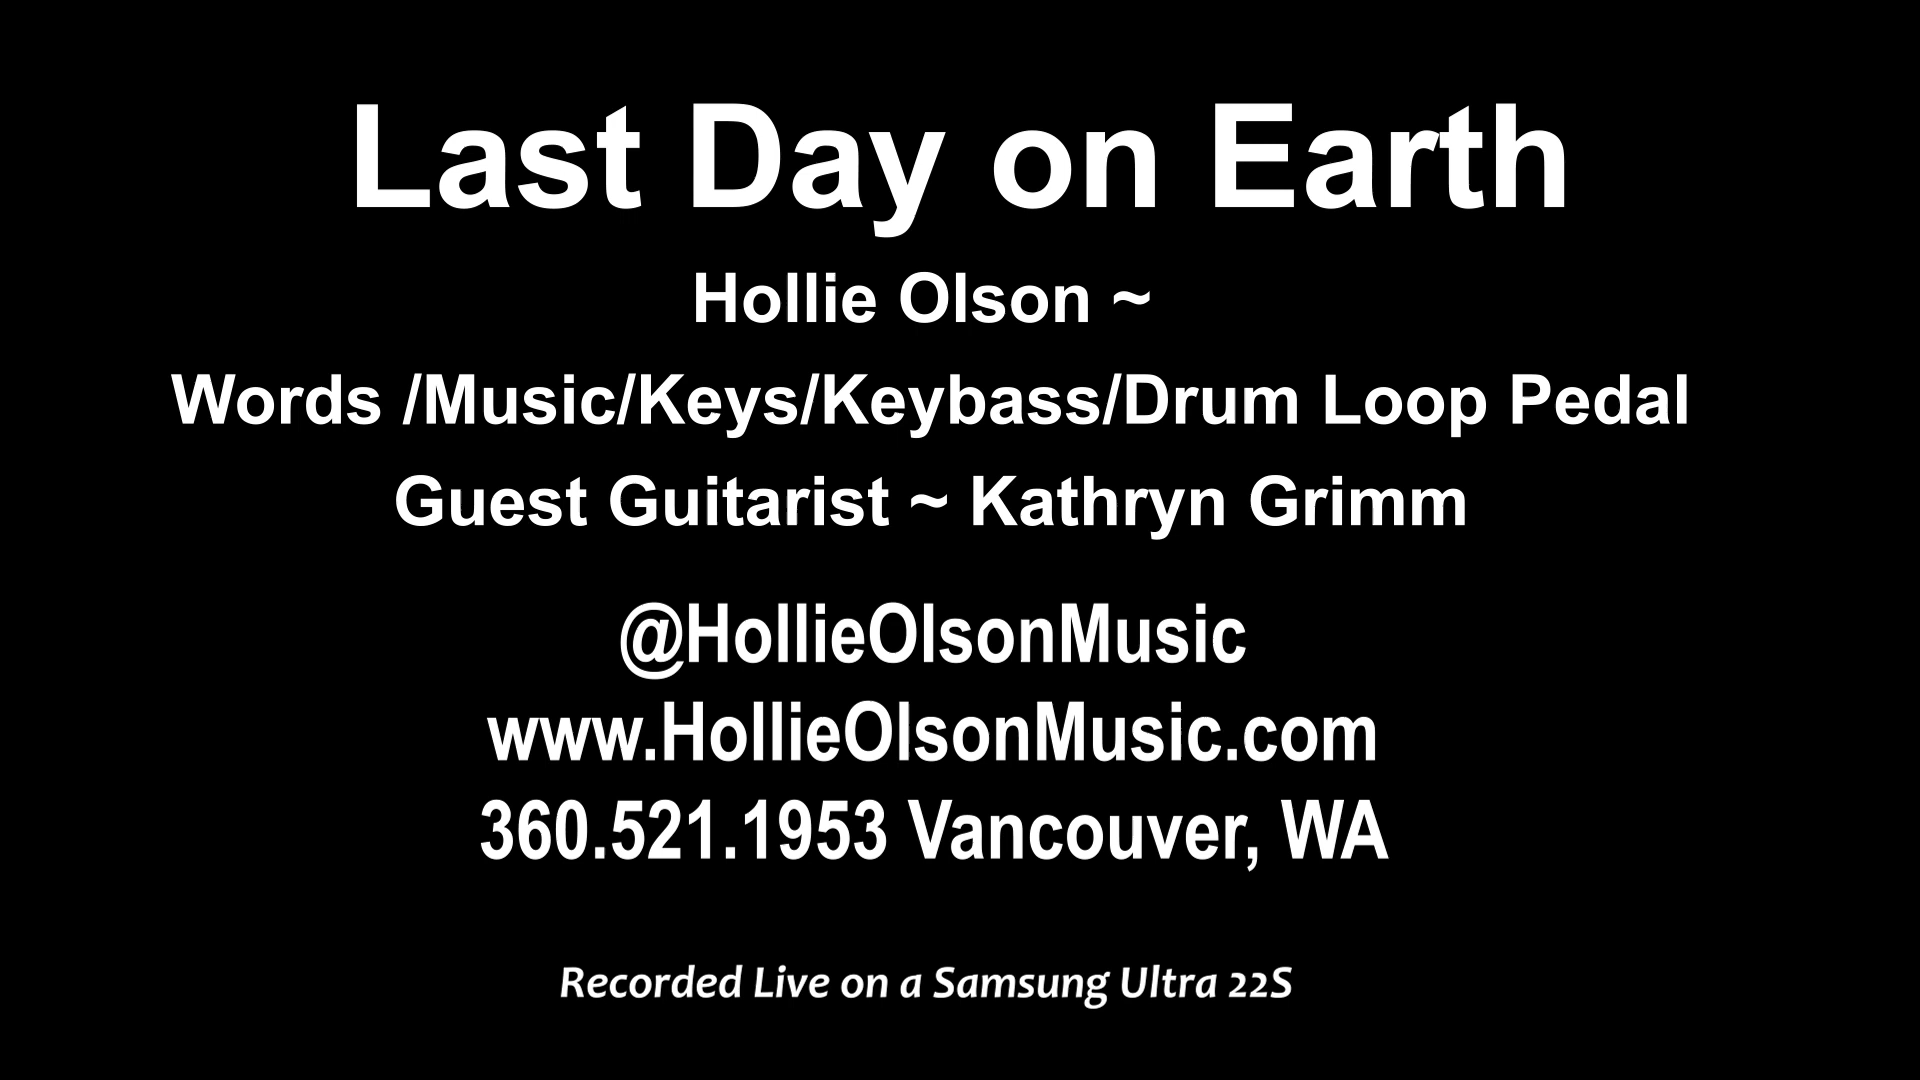 Last Day on Earth
Hollie Olson ~
Words /Music/Keys/Keybass/Drum Loop Pedal
Guest Guitarist ~ Kathryn Grimm
@HollieOlsonMusic
www.HollieOlsonMusic.com
360.521.1953 Vancouver, WA
Recorded Live on a Samsung Ultra 22S